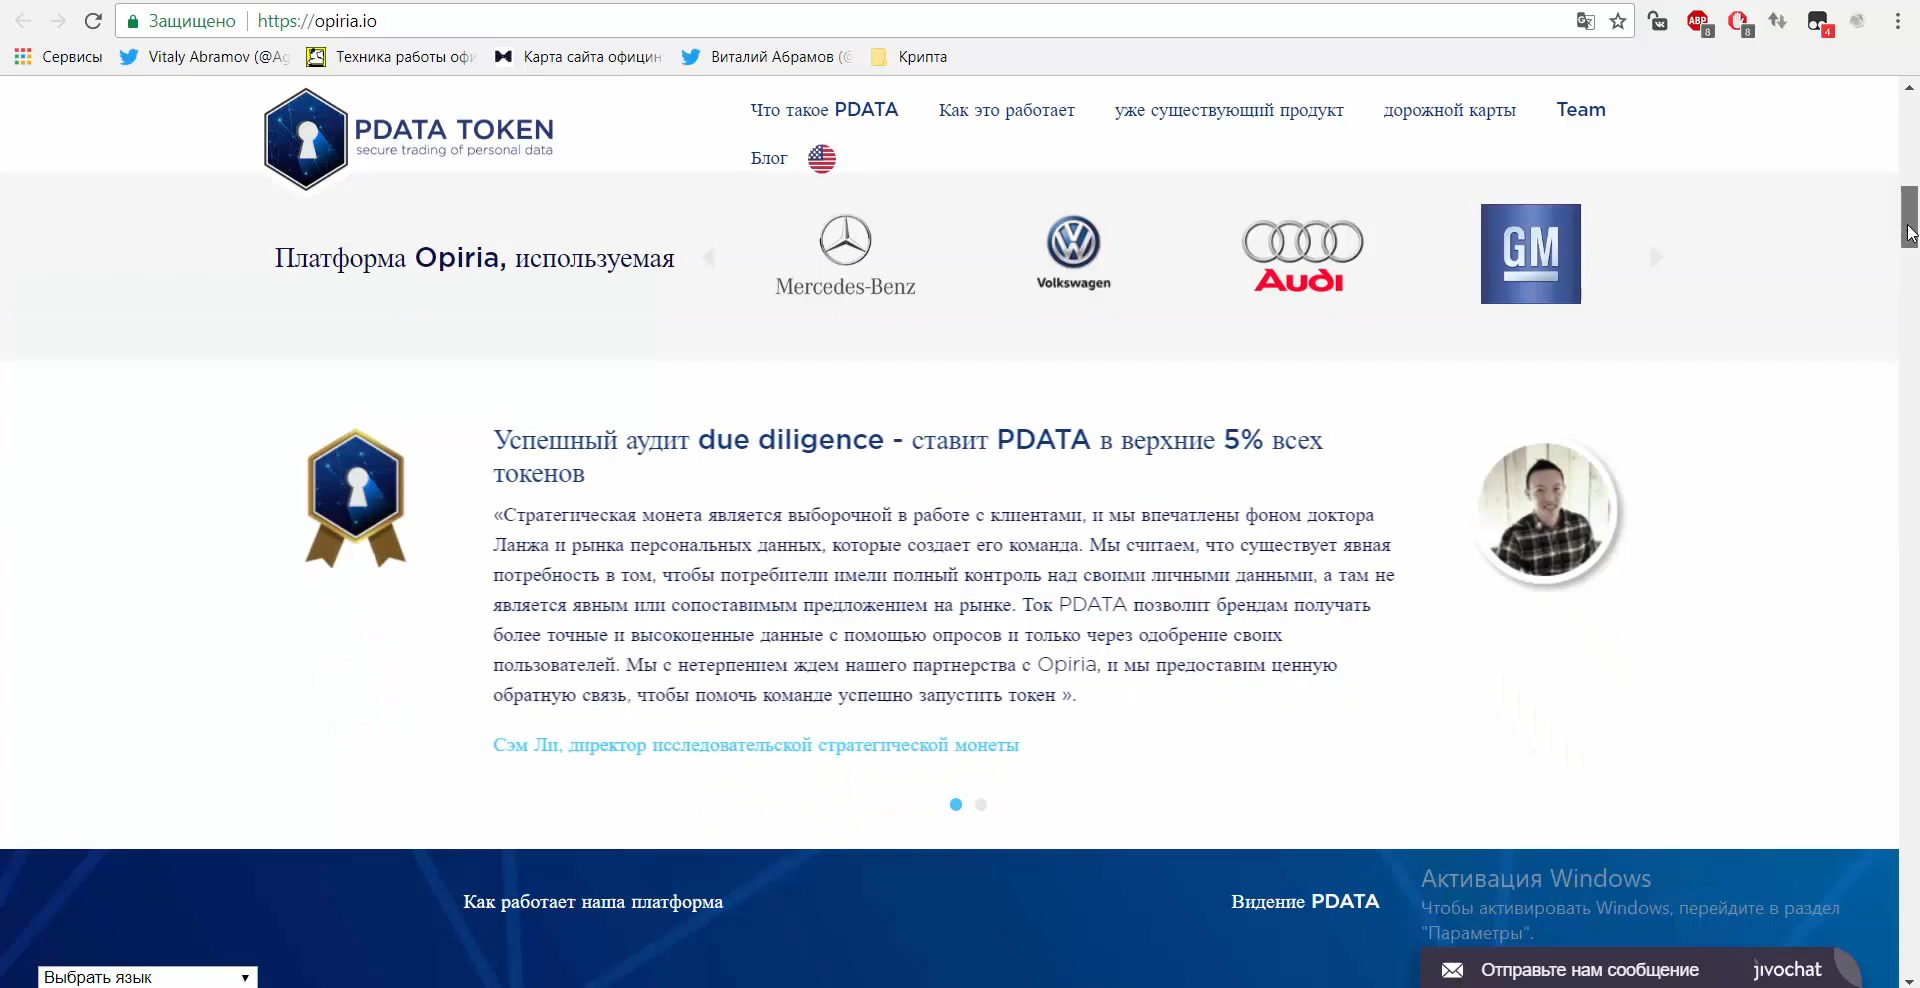 Защищено
https://opiria.io
ABP
8
8
4
Сервисы
Vitaly Abramov (@Ag
Техника работы офи
Карта сайта официн
Виталий Абрамов (@
Крипта
PDATA TOKEN
secure trading of personal data
Что такое PDATA
Как это работает
уже существующий продукт
дорожной карты
Team
Блог
Платформа Opiria, используемая
Mercedes-Benz
Volkswagen
Audi
GM
Успешный аудит due diligence - ставит PDATA в верхние 5% всех
токенов
«Стратегическая монета является выборочной в работе с клиентами, и мы впечатлены фоном доктора
Ланжа и рынка персональных данных, которые создает его команда. Мы считаем, что существует явная
потребность в том, чтобы потребители имели полный контроль над своими личными данными, а там не
является явным или сопоставимым предложением на рынке. Ток PDATA позволит брендам получать
более точные и высокоценные данные с помощью опросов и только через одобрение своих
пользователей. Мы с нетерпением ждем нашего партнерства с Opiria, и мы предоставим ценную
обратную связь, чтобы помочь команде успешно запустить токен ».
Сэм Ли, директор исследовательской стратегической монеты
Как работает наша платформа
Видение PDATA
Активация Windows
Чтобы активировать Windows, перейдите в раздел
"Параметры".
Отправьте нам сообщение
jivochat
Выбрать язык